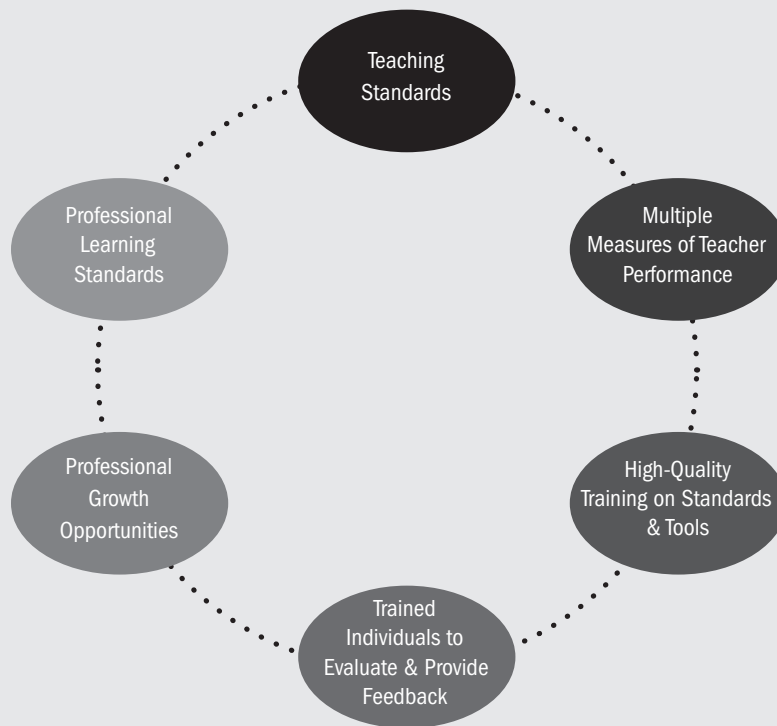 Teaching
Standards
Multiple
Measures of Teacher
Performance
High-Quality
Training on Standards
& Tools
Trained
Individuals to
Evaluate & Provide
Feedback
Professional
Growth
Opportunities
Professional
Learning
Standards